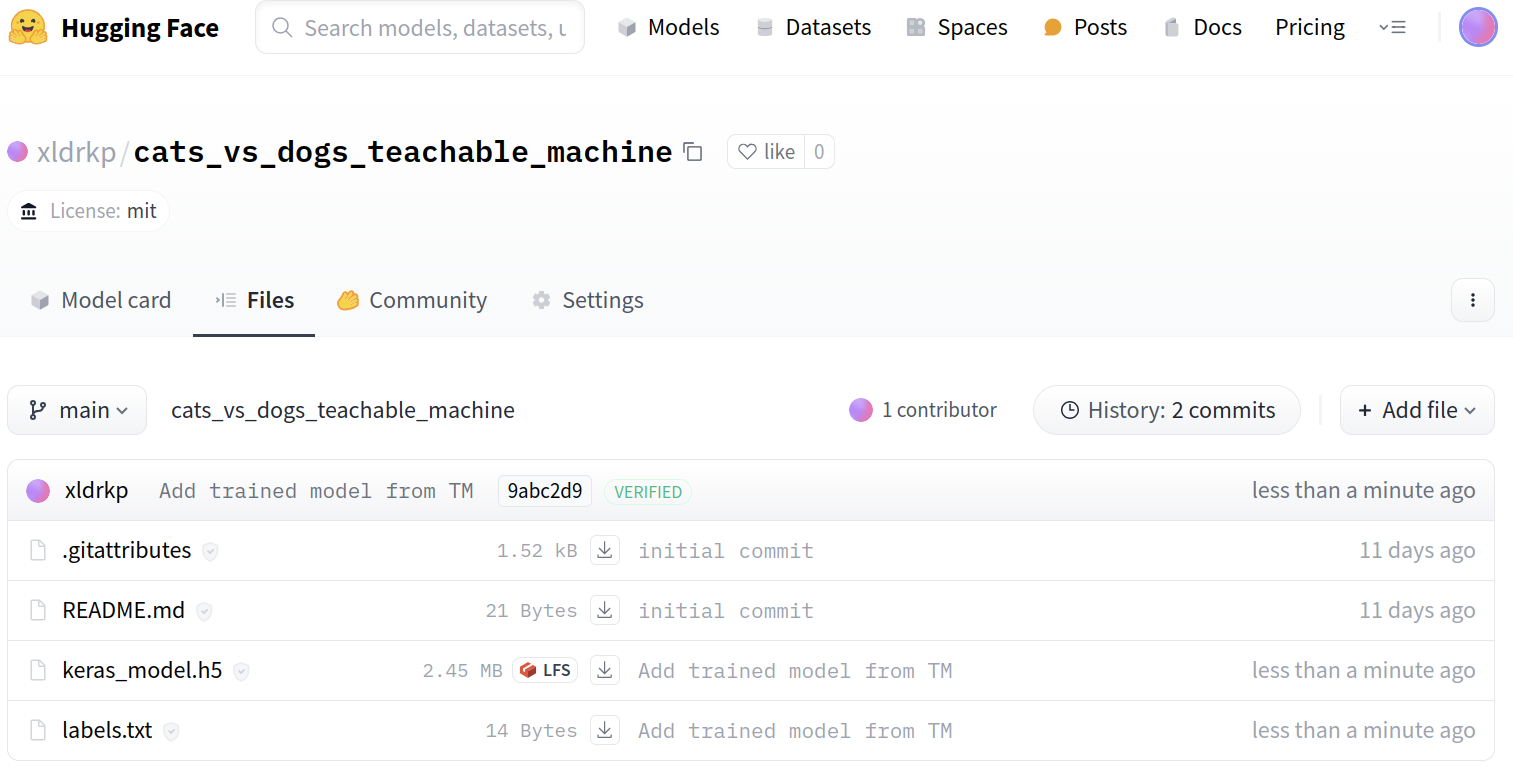 Hugging Face Search models, datasets, u Models Datasets Spaces Posts Docs Pricing
xldrkp/cats_vs_dogs_teachable_machine like 0
License: mit
Model card Files Community Settings
main cats_vs_dogs_teachable_machine 1 contributor History: 2 commits + Add file
xldrkp Add trained model from TM 9abc2d9 VERIFIED less than a minute ago
.gitattributes 1.52 kB initial commit 11 days ago
README.md 21 Bytes initial commit 11 days ago
keras_model.h5 2.45 MB LFS Add trained model from TM less than a minute ago
labels.txt 14 Bytes Add trained model from TM less than a minute ago